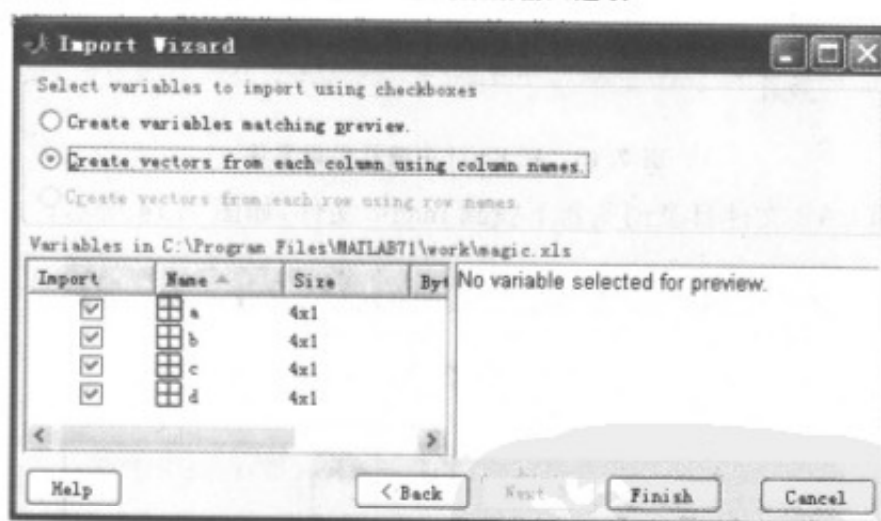 Import Wizard
Select variables to import using checkboxes
Create variables matching preview.
Create vectors from each column using column names.
Create vectors from each row using row names.
Variables in C:\Program Files\MATLAB71\work\magic.xls
Import Name Size Byt
a 4x1
b 4x1
c 4x1
d 4x1
No variable selected for preview.
Help < Back Next Finish Cancel